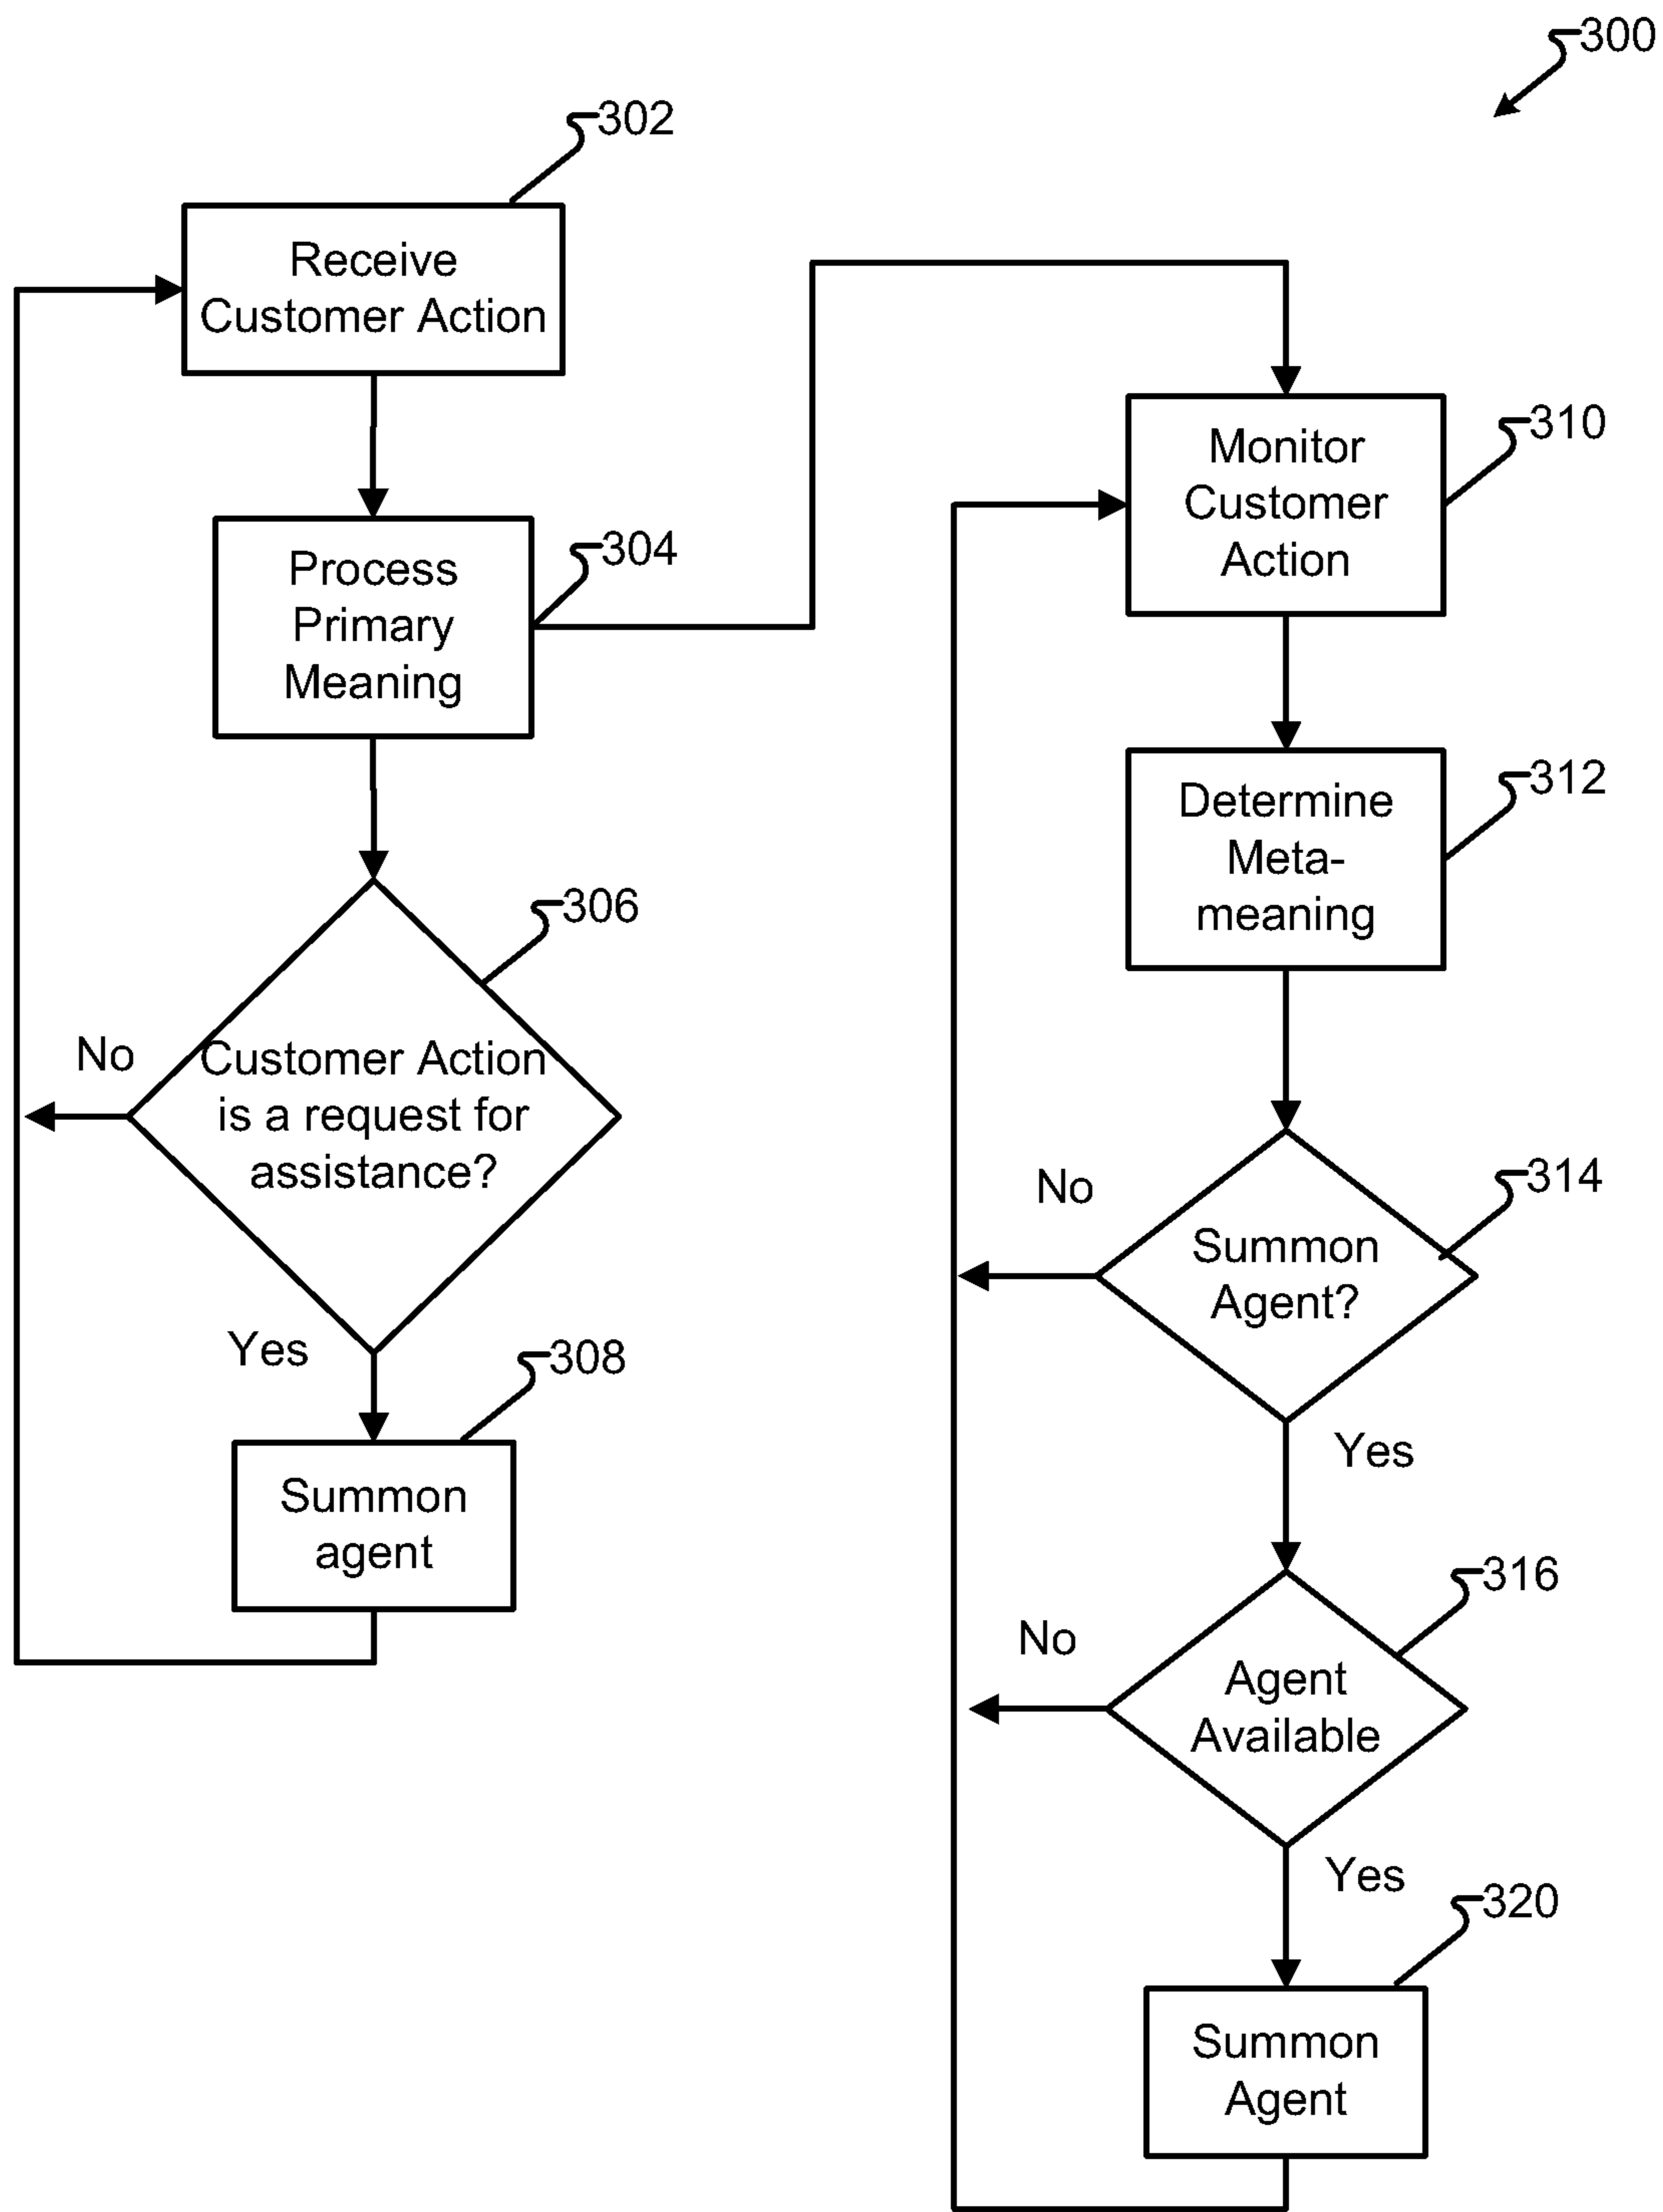 300
302
Receive
Customer Action
Process
Primary
Meaning
304
306
No
Customer Action
is a request for
assistance?
Yes
308
Summon
agent
Monitor
Customer
Action
310
Determine
Meta-
meaning
312
No
Summon
Agent?
314
Yes
316
No
Agent
Available
Yes
320
Summon
Agent